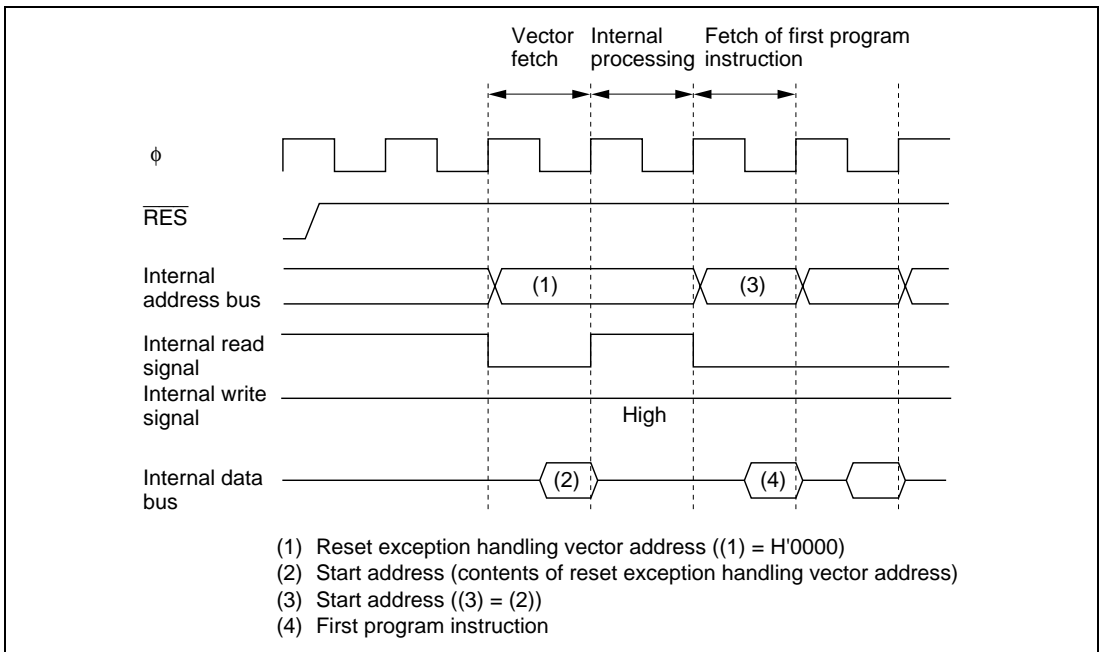 Vector fetch
Internal processing
Fetch of first program instruction
φ
RES
Internal address bus
(1)
(3)
Internal read signal
Internal write signal
High
Internal data bus
(2)
(4)
(1) Reset exception handling vector address ((1) = H'0000)
(2) Start address (contents of reset exception handling vector address)
(3) Start address ((3) = (2))
(4) First program instruction